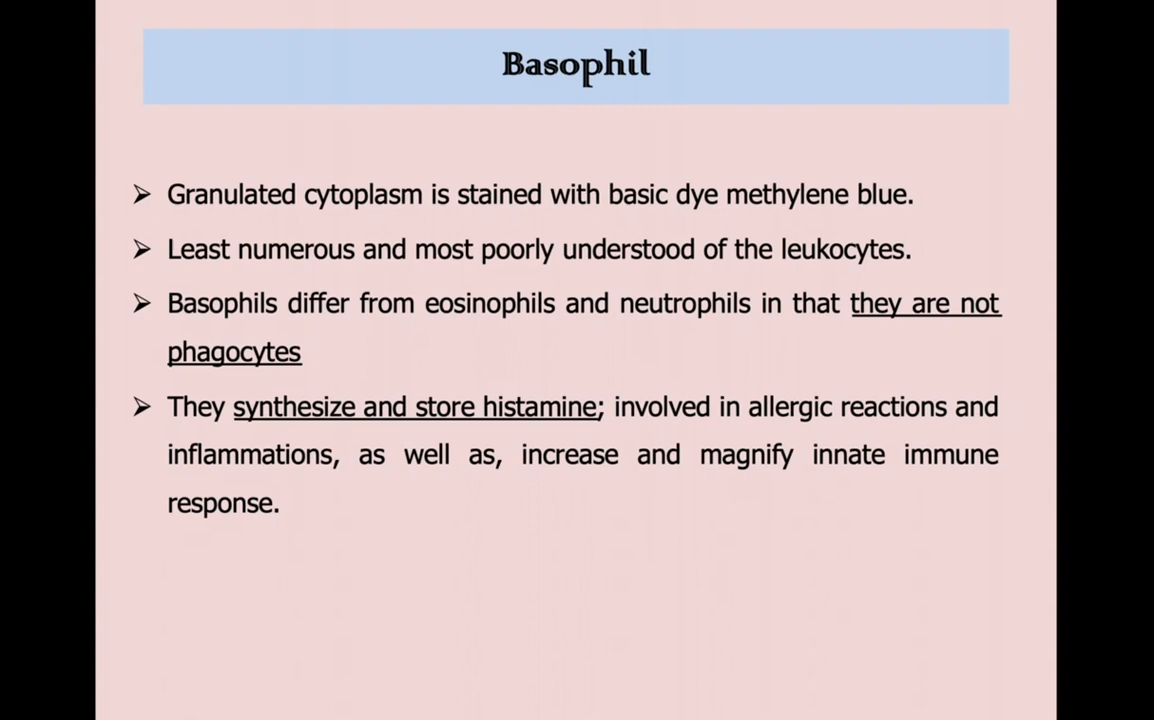 Basophil
➢ Granulated cytoplasm is stained with basic dye methylene blue.
➢ Least numerous and most poorly understood of the leukocytes.
➢ Basophils differ from eosinophils and neutrophils in that they are not
phagocytes
➢ They synthesize and store histamine; involved in allergic reactions and
inflammations, as well as, increase and magnify innate immune
response.